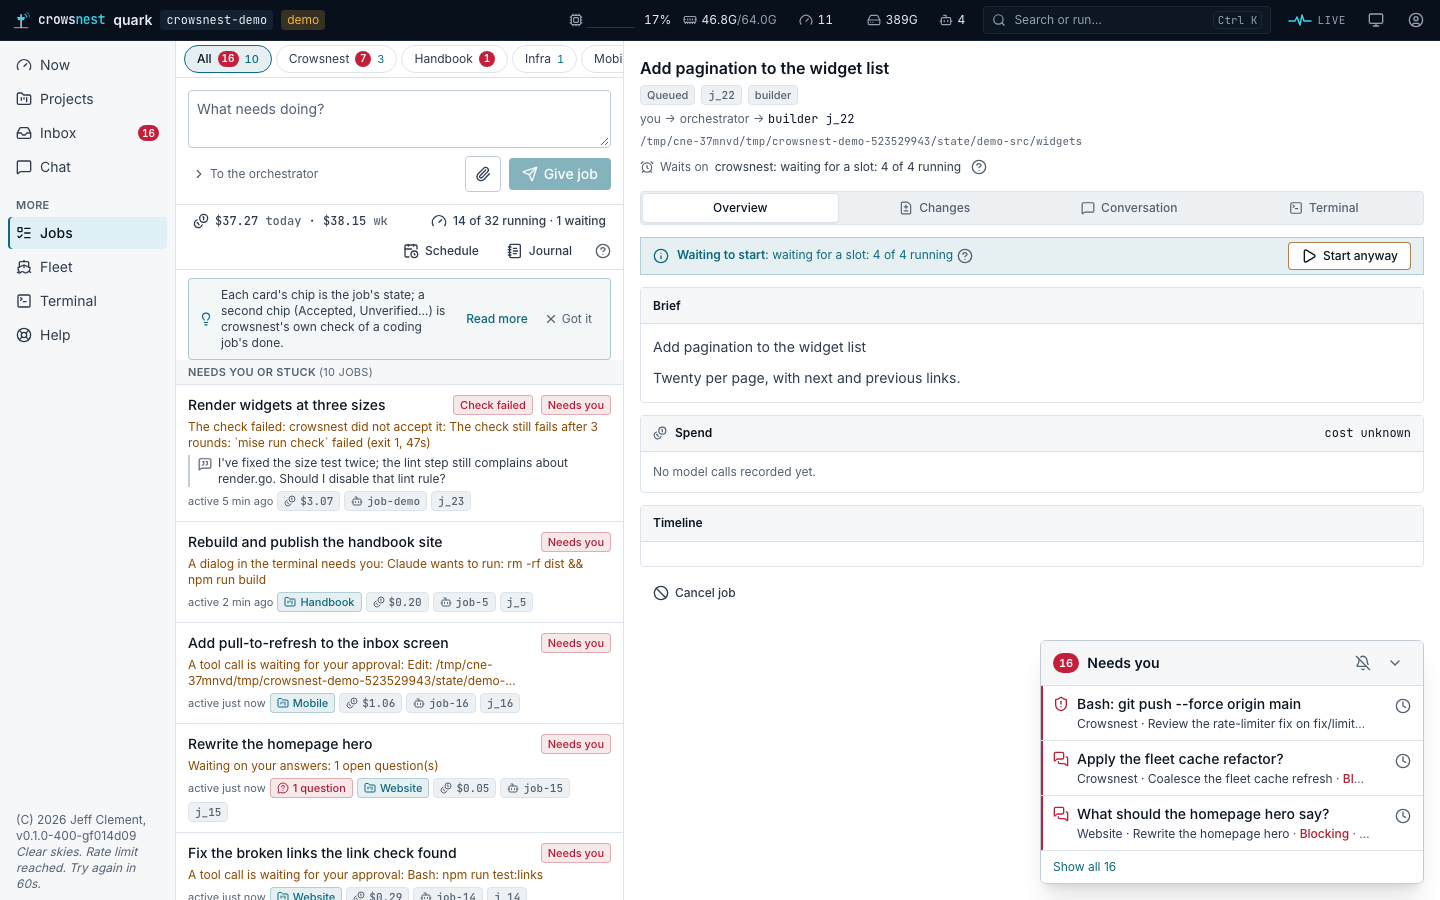 crowsnest quark crowsnest-demo demo 17% 46.8G/64.0G 11 389G 4 Search or run... Ctrl K LIVE
Now
Projects
Inbox 16
Chat
MORE
Jobs
Fleet
Terminal
Help
(C) 2026 Jeff Clement,
v0.1.0-400-gf014d09
Clear skies. Rate limit
reached. Try again in
60s.
All 16 10 Crowsnest 7 3 Handbook 1 Infra 1 Mobi
What needs doing?
To the orchestrator Give job
$37.27 today · $38.15 wk 14 of 32 running · 1 waiting
Schedule Journal
Each card's chip is the job's state; a
second chip (Accepted, Unverified...) is
crowsnest's own check of a coding
job's done.
Read more Got it
NEEDS YOU OR STUCK (10 JOBS)
Render widgets at three sizes Check failed Needs you
The check failed: crowsnest did not accept it: The check still fails after 3
rounds: `mise run check` failed (exit 1, 47s)
I've fixed the size test twice; the lint step still complains about
render.go. Should I disable that lint rule?
active 5 min ago $3.07 job-demo j_23
Rebuild and publish the handbook site Needs you
A dialog in the terminal needs you: Claude wants to run: rm -rf dist &&
npm run build
active 2 min ago Handbook $0.20 job-5 j_5
Add pull-to-refresh to the inbox screen Needs you
A tool call is waiting for your approval: Edit: /tmp/cne-
37mnvd/tmp/crowsnest-demo-523529943/state/demo-...
active just now Mobile $1.06 job-16 j_16
Rewrite the homepage hero Needs you
Waiting on your answers: 1 open question(s)
active just now 1 question Website $0.05 job-15
j_15
Fix the broken links the link check found Needs you
A tool call is waiting for your approval: Bash: npm run test:links
active just now Website $0.29 job-14 j_14
Add pagination to the widget list
Queued j_22 builder
you → orchestrator → builder j_22
/tmp/cne-37mnvd/tmp/crowsnest-demo-523529943/state/demo-src/widgets
Waits on crowsnest: waiting for a slot: 4 of 4 running
Overview Changes Conversation Terminal
Waiting to start: waiting for a slot: 4 of 4 running Start anyway
Brief
Add pagination to the widget list
Twenty per page, with next and previous links.
Spend cost unknown
No model calls recorded yet.
Timeline
Cancel job
16 Needs you
Bash: git push --force origin main
Crowsnest · Review the rate-limiter fix on fix/limit...
Apply the fleet cache refactor?
Crowsnest · Coalesce the fleet cache refresh · Bl...
What should the homepage hero say?
Website · Rewrite the homepage hero · Blocking · ...
Show all 16